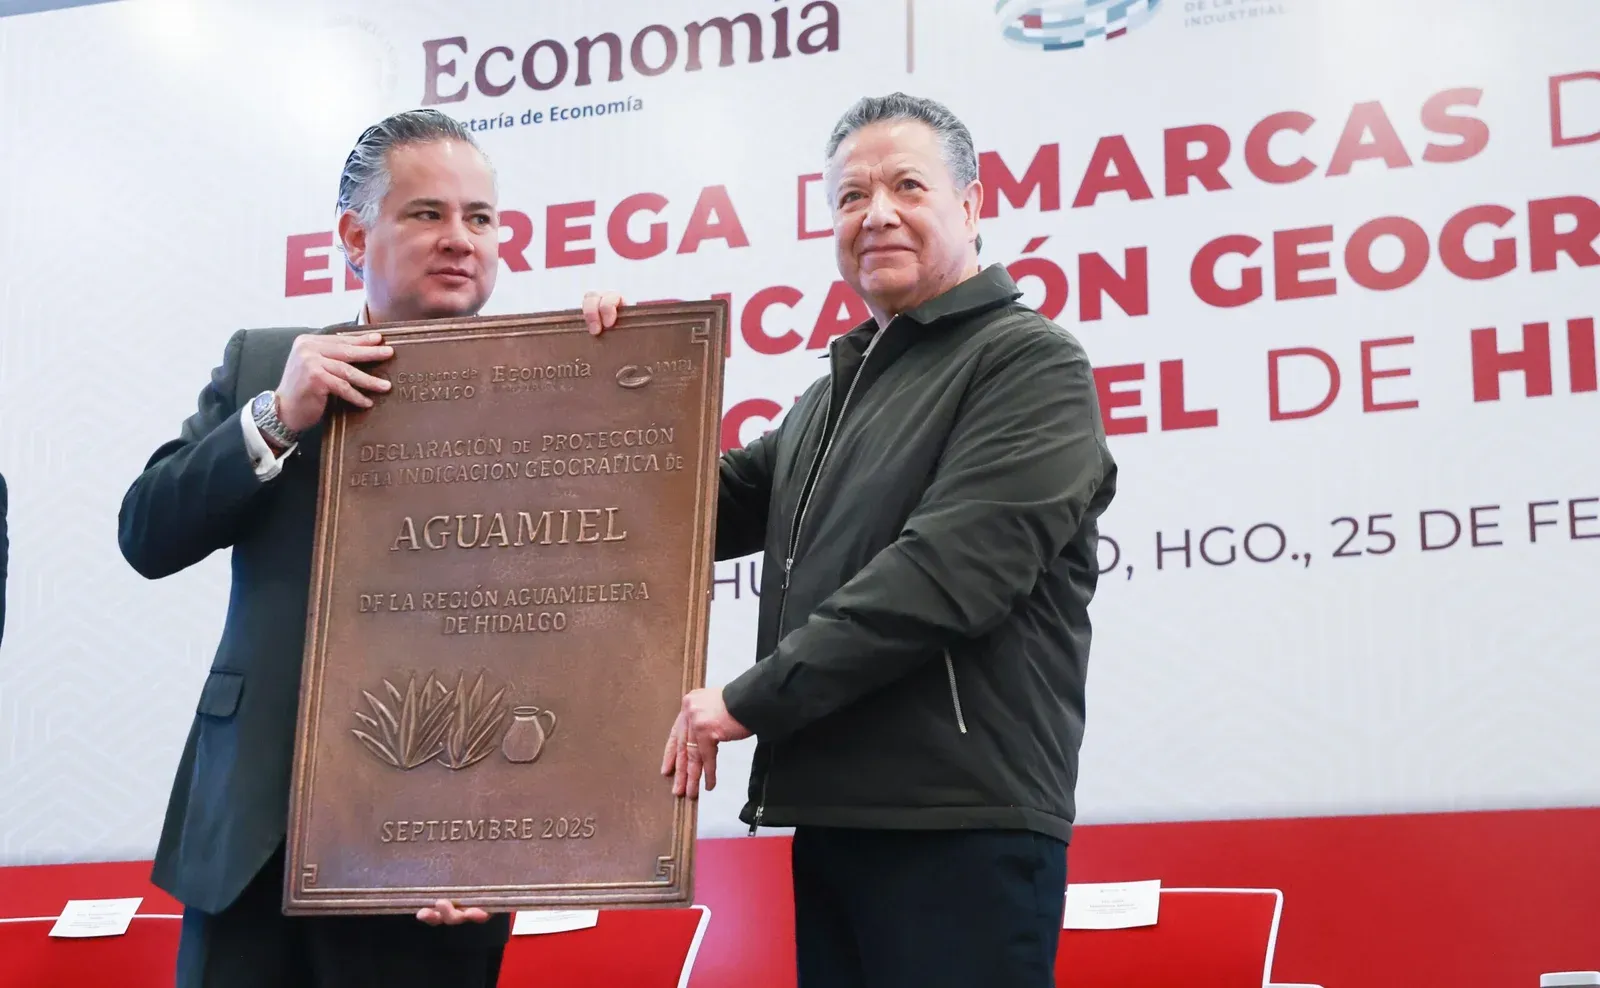 Economía
Secretaría de Economía
INDUSTRIAL
ENTREGA DE MARCAS D
INDICACIÓN GEOGR
AGUAMIEL DE HI
O, HGO., 25 DE FE
Gobierno de
México
Economía
IMPI
DECLARACIÓN DE PROTECCIÓN
DE LA INDICACIÓN GEOGRÁFICA DE
AGUAMIEL
DE LA REGIÓN AGUAMIELERA
DE HIDALGO
SEPTIEMBRE 2025